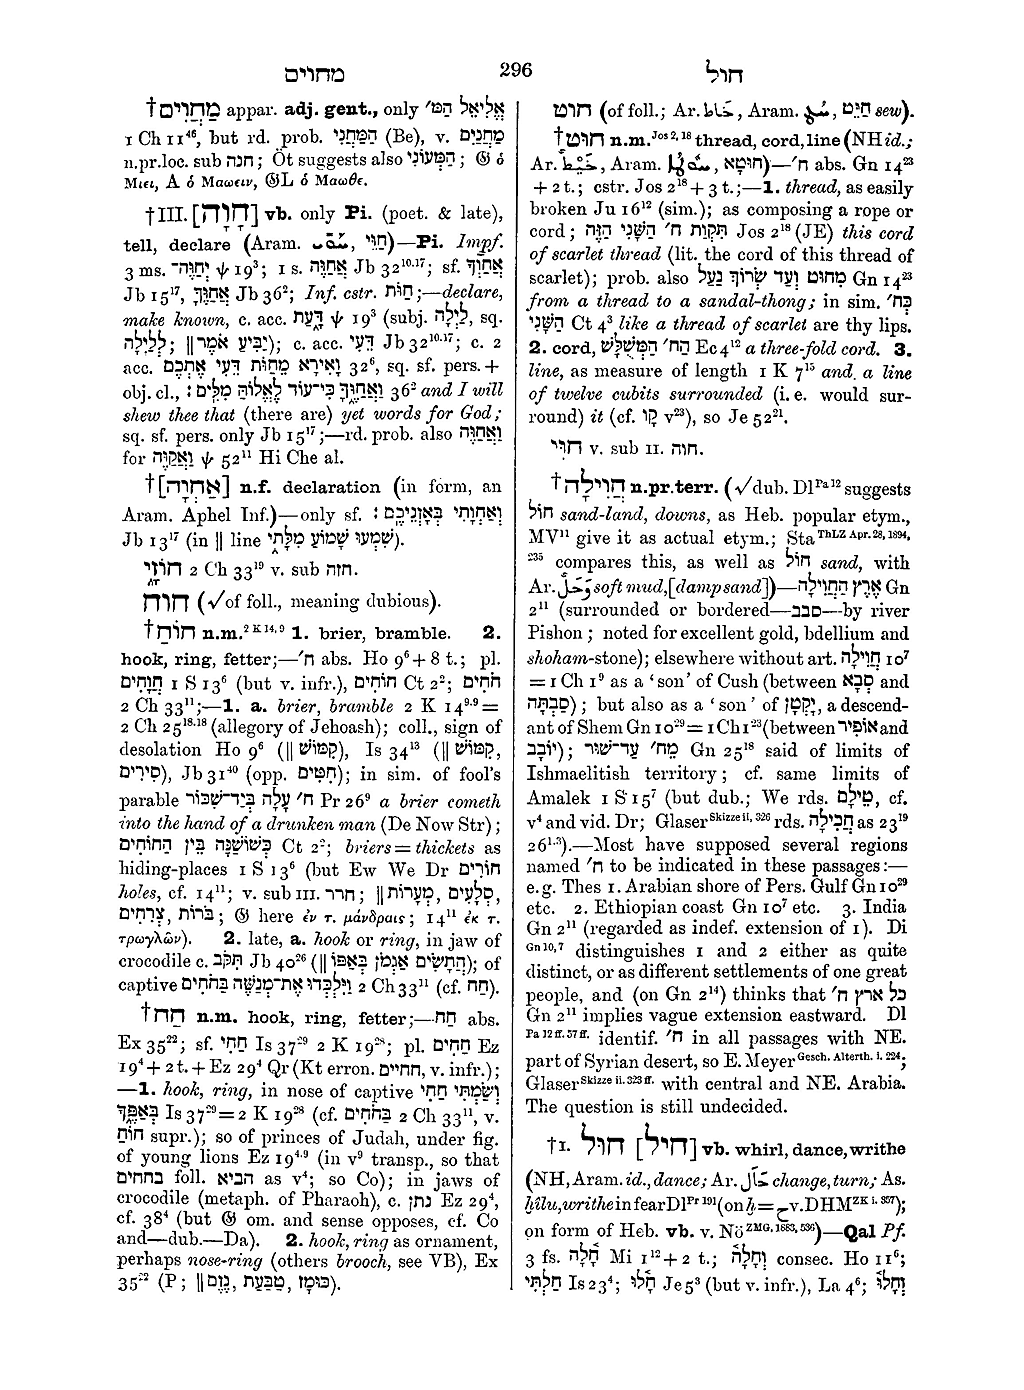 מחוים
296
חול
†מַחֲוִים appar. adj. gent., only אֱלִיאֵל הַמּ׳
1 Ch 11⁴⁶, but rd. prob. הַמַּחֲנִי (Be), v. מַחֲנַיִם
n.pr.loc. sub חנה; Öt suggests also הַמְּעוֹנִי; 𝔊 ὁ
Μιει, A ὁ Μαωειν, 𝔊L ὁ Μαωθι.
†III. [חָוָה] vb. only Pi. (poet. & late),
tell, declare (Aram. חַוִּי)—Pi. Impf.
3 ms. יְחַוֶּה־ ψ 19³; 1 s. אֲחַוֶּה Jb 32¹⁰·¹⁷; sf. אֲחַוְךָ
Jb 15¹⁷, אֲחַוֶּךָּ Jb 36²; Inf. cstr. חַוֹּת;—declare,
make known, c. acc. דָּעַת ψ 19³ (subj. לַיְלָה, sq.
לְלַיְלָה; ‖ יַבִּיעַ אֹמֶר); c. acc. דֵּעִי Jb 32¹⁰·¹⁷; c. 2
acc. וָאִירָא מֵחַוֹּת דֵּעִי אֶתְכֶם 32⁶, sq. sf. pers. +
obj. cl., וַאֲחַוֶּךָּ כִּי־עוֹד לֶאֱלוֹהַּ מִלִּים׃ 36² and I will
shew thee that (there are) yet words for God;
sq. sf. pers. only Jb 15¹⁷;—rd. prob. also וַאֲחַוֶּה
for וַאֲקַוֶּה ψ 52¹¹ Hi Che al.
†[אַחֲוָה] n.f. declaration (in form, an
Aram. Aphel Inf.)—only sf. וְאַחֲוָתִי בְּאָזְנֵיכֶם׃
Jb 13¹⁷ (in ‖ line שִׁמְעוּ שָׁמוֹעַ מִלָּתִי).
חוֹזַי 2 Ch 33¹⁹ v. sub חזה.
חוח (√of foll., meaning dubious).
†חוֹחַ n.m. ² ᴷ ¹⁴,⁹ 1. brier, bramble. 2.
hook, ring, fetter;—ח׳ abs. Ho 9⁶ + 8 t.; pl.
חֲוָחִים 1 S 13⁶ (but v. infr.), חוֹחִים Ct 2²; חֹחִים
2 Ch 33¹¹;—1. a. brier, bramble 2 K 14⁹·⁹ =
2 Ch 25¹⁸·¹⁸ (allegory of Jehoash); coll., sign of
desolation Ho 9⁶ (‖ קִמּוֹשׂ), Is 34¹³ (‖ קִמּוֹשׂ,
סִירִים), Jb 31⁴⁰ (opp. חִטִּים); in sim. of fool's
parable ח׳ עָלָה בְיַד־שִׁכּוֹר Pr 26⁹ a brier cometh
into the hand of a drunken man (De Now Str);
כְּשׁוֹשַׁנָּה בֵּין הַחוֹחִים Ct 2²; briers = thickets as
hiding-places 1 S 13⁶ (but Ew We Dr חוֹרִים
holes, cf. 14¹¹; v. sub III. חרר; ‖ סְלָעִים, מְעָרוֹת,
בֹּרוֹת, צְרִחִים; 𝔊 here ἐν τ. μάνδραις; 14¹¹ ἐκ τ.
τρωγλῶν). 2. late, a. hook or ring, in jaw of
crocodile c. תִּקֹּב Jb 40²⁶ (‖ הֲתָשִׂים אַגְמֹן בְּאַפּוֹ); of
captive וַיִּלְכְּדוּ אֶת־מְנַשֶּׁה בַּחֹחִים 2 Ch 33¹¹ (cf. חָח).
†חָח n.m. hook, ring, fetter;—חָח abs.
Ex 35²²; sf. חַחִי Is 37²⁹ 2 K 19²⁸; pl. חַחִים Ez
19⁴ + 2 t. + Ez 29⁴ Qr (Kt erron. חחיים, v. infr.);
—1. hook, ring, in nose of captive וְשַׂמְתִּי חַחִי
בְּאַפֶּךָ Is 37²⁹ = 2 K 19²⁸ (cf. בַּחֹחִים 2 Ch 33¹¹, v.
חוֹחַ supr.); so of princes of Judah, under fig.
of young lions Ez 19⁴·⁹ (in v⁹ transp., so that
בחחים foll. הביא as v⁴; so Co); in jaws of
crocodile (metaph. of Pharaoh), c. נתן Ez 29⁴,
cf. 38⁴ (but 𝔊 om. and sense opposes, cf. Co
and—dub.—Da). 2. hook, ring as ornament,
perhaps nose-ring (others brooch, see VB), Ex
35²² (P; ‖ כּוּמָז, טַבַּעַת, נֶזֶם).
חוט (of foll.; Ar. خاط, Aram. חַיֵּט sew).
†חוּט n.m. ᴶᵒˢ ²,¹⁸ thread, cord, line (NH id.;
Ar. خَيْط, Aram. חוּטָא)—ח׳ abs. Gn 14²³
+ 2 t.; cstr. Jos 2¹⁸ + 3 t.;—1. thread, as easily
broken Ju 16¹² (sim.); as composing a rope or
cord; תִּקְוַת ח׳ הַשָּׁנִי הַזֶּה Jos 2¹⁸ (JE) this cord
of scarlet thread (lit. the cord of this thread of
scarlet); prob. also מִחוּט וְעַד שְׂרוֹךְ נַעַל Gn 14²³
from a thread to a sandal-thong; in sim. כְּח׳
הַשָּׁנִי Ct 4³ like a thread of scarlet are thy lips.
2. cord, הַח׳ הַמְשֻׁלָּשׁ Ec 4¹² a three-fold cord. 3.
line, as measure of length 1 K 7¹⁵ and a line
of twelve cubits surrounded (i.e. would sur-
round) it (cf. קָו v²³), so Je 52²¹.
חִוִּי v. sub II. חוה.
†חֲוִילָה n.pr.terr. (√dub. Dl ᴾᵃ ¹² suggests
חוֹל sand-land, downs, as Heb. popular etym.,
MV¹¹ give it as actual etym.; Sta ᵀʰᴸᶻ ᴬᵖʳ· ²⁸, ¹⁸⁹⁴,
²³⁵ compares this, as well as חוֹל sand, with
Ar. وَحَل soft mud, [damp sand])—אֶרֶץ הַחֲוִילָה Gn
2¹¹ (surrounded or bordered—סבב—by river
Pishon; noted for excellent gold, bdellium and
shoham-stone); elsewhere without art. חֲוִילָה 10⁷
= 1 Ch 1⁹ as a ‘son’ of Cush (between סְבָא and
סַבְתָּה); but also as a ‘son’ of יָקְטָן, a descend-
ant of Shem Gn 10²⁹ = 1 Ch 1²³ (between אוֹפִיר and
יוֹבָב); מֵח׳ עַד־שׁוּר Gn 25¹⁸ said of limits of
Ishmaelitish territory; cf. same limits of
Amalek 1 S 15⁷ (but dub.; We rds. טֵילָם, cf.
v⁴ and vid. Dr; Glaser ˢᵏⁱᶻᶻᵉ ⁱⁱ, ³²⁶ rds. חֲכִילָה as 23¹⁹
26¹·³).—Most have supposed several regions
named ח׳ to be indicated in these passages:—
e.g. Thes 1. Arabian shore of Pers. Gulf Gn 10²⁹
etc. 2. Ethiopian coast Gn 10⁷ etc. 3. India
Gn 2¹¹ (regarded as indef. extension of 1). Di
ᴳⁿ ¹⁰,⁷ distinguishes 1 and 2 either as quite
distinct, or as different settlements of one great
people, and (on Gn 2¹⁴) thinks that כל ארץ ח׳
Gn 2¹¹ implies vague extension eastward. Dl
ᴾᵃ ¹² ᶠᶠ· ⁵⁷ ᶠᶠ· identif. ח׳ in all passages with NE.
part of Syrian desert, so E. Meyer ᴳᵉˢᶜʰ· ᴬˡᵗᵉʳᵗʰ· ⁱ· ²²⁴;
Glaser ˢᵏⁱᶻᶻᵉ ⁱⁱ· ³²³ ᶠᶠ· with central and NE. Arabia.
The question is still undecided.
†I. חוּל [חִיל] vb. whirl, dance, writhe
(NH, Aram. id., dance; Ar. حَالَ change, turn; As.
ḫîlu, writhe in fear Dl ᴾʳ ¹⁹¹ (on ḫ = ح v. DHM ᶻᴷ ⁱ· ³⁵⁷);
on form of Heb. vb. v. Nö ᶻᴹᴳ, ¹⁸⁸³, ⁵³⁶)—Qal Pf.
3 fs. חָלָה Mi 1¹² + 2 t.; וְחָלָה consec. Ho 11⁶;
חַלְתִּי Is 23⁴; חָלוּ Je 5³ (but v. infr.), La 4⁶; וְחָלוּ